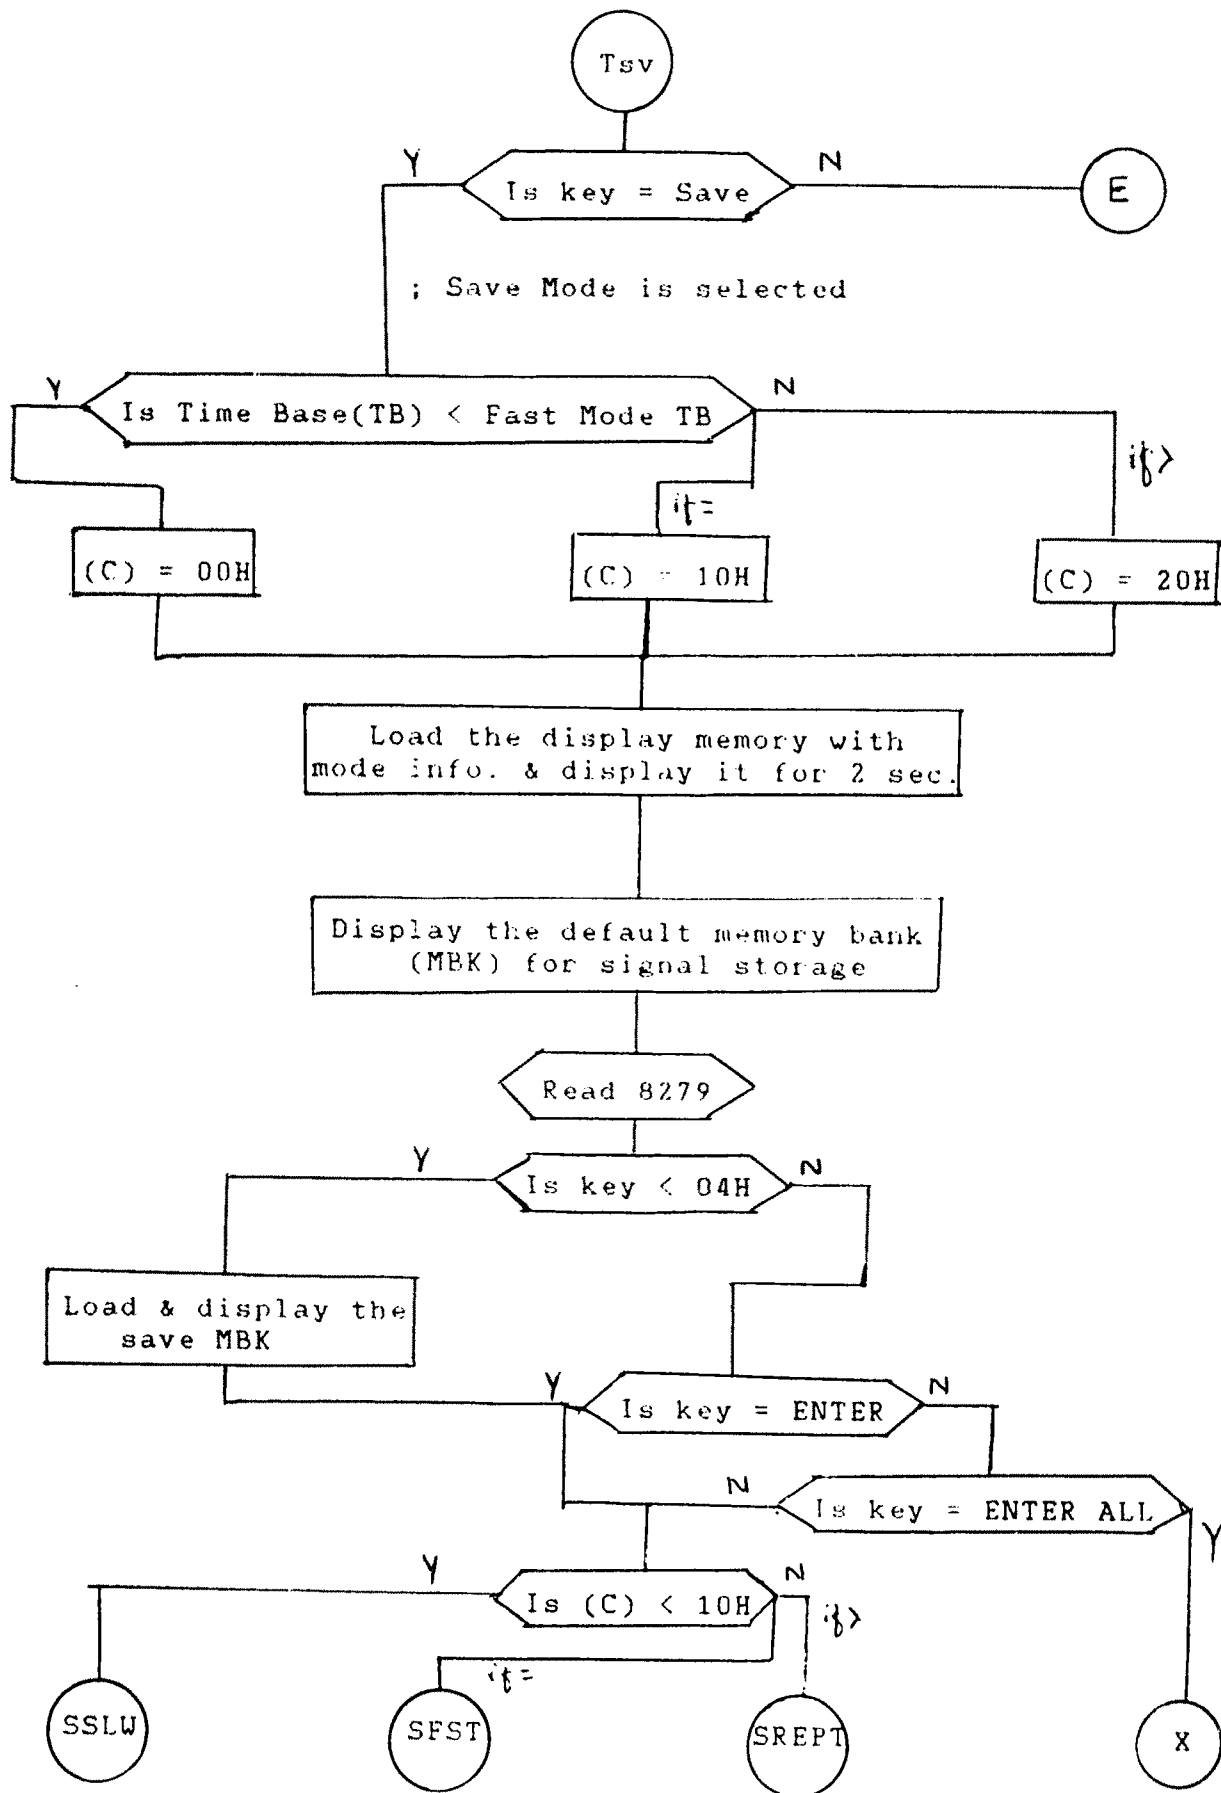 Tsv
Y
N
Is key = Save
E
; Save Mode is selected
Y
N
Is Time Base(TB) < Fast Mode TB
if>
if=
(C) = 00H
(C) = 10H
(C) = 20H
Load the display memory with
mode info. & display it for 2 sec.
Display the default memory bank
(MBK) for signal storage
Read 8279
Y
N
Is key < 04H
Load & display the
save MBK
Y
N
Is key = ENTER
N
Is key = ENTER ALL
Y
Y
N
Is (C) < 10H
if>
if=
SSLW
SFST
SREPT
X